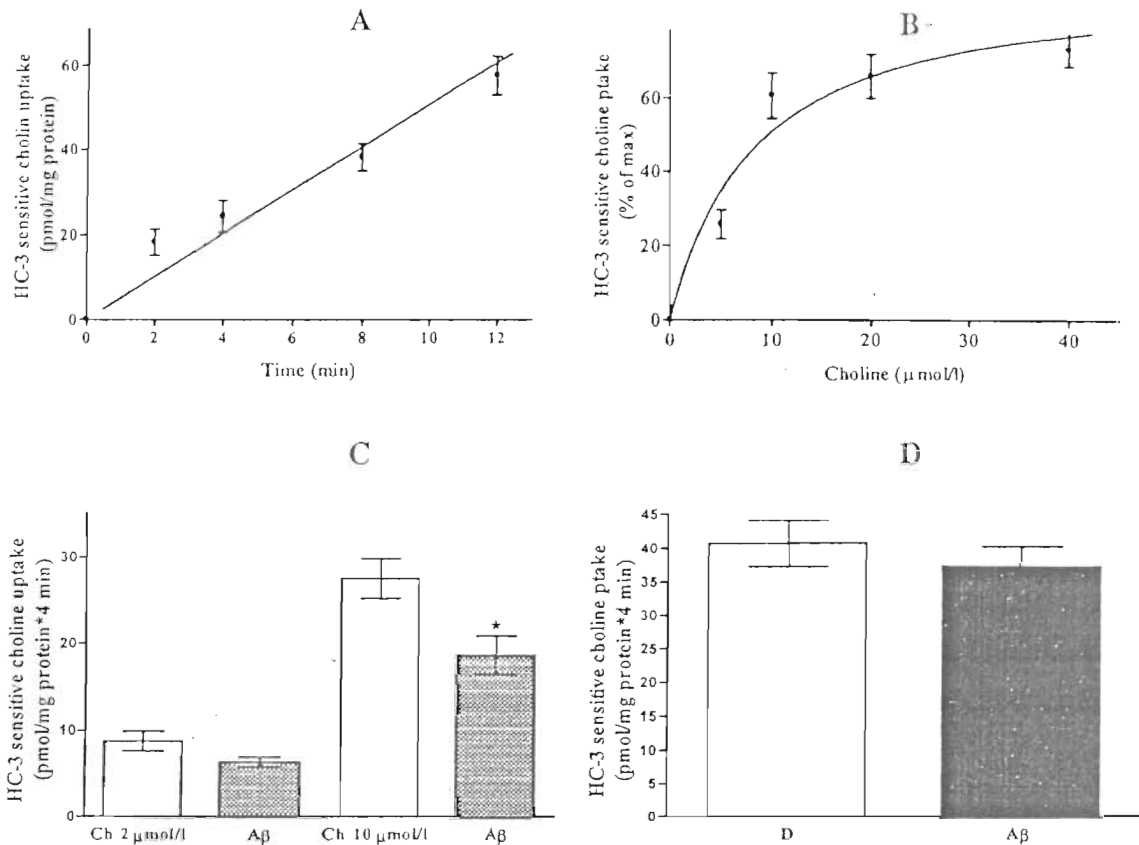 A
HC-3 sensitive cholin uptake
(pmol/mg protein)
60
40
20
0
0 2 4 6 8 10 12
Time (min)
B
HC-3 sensitive choline ptake
(% of max)
60
40
20
0
0 10 20 30 40
Choline (μmol/l)
C
HC-3 sensitive choline uptake
(pmol/mg protein*4 min)
30
20
10
0
*
Ch 2 μmol/l Aβ Ch 10 μmol/l Aβ
D
HC-3 sensitive choline ptake
(pmol/mg protein*4 min)
45
40
35
30
25
20
15
10
5
0
D Aβ